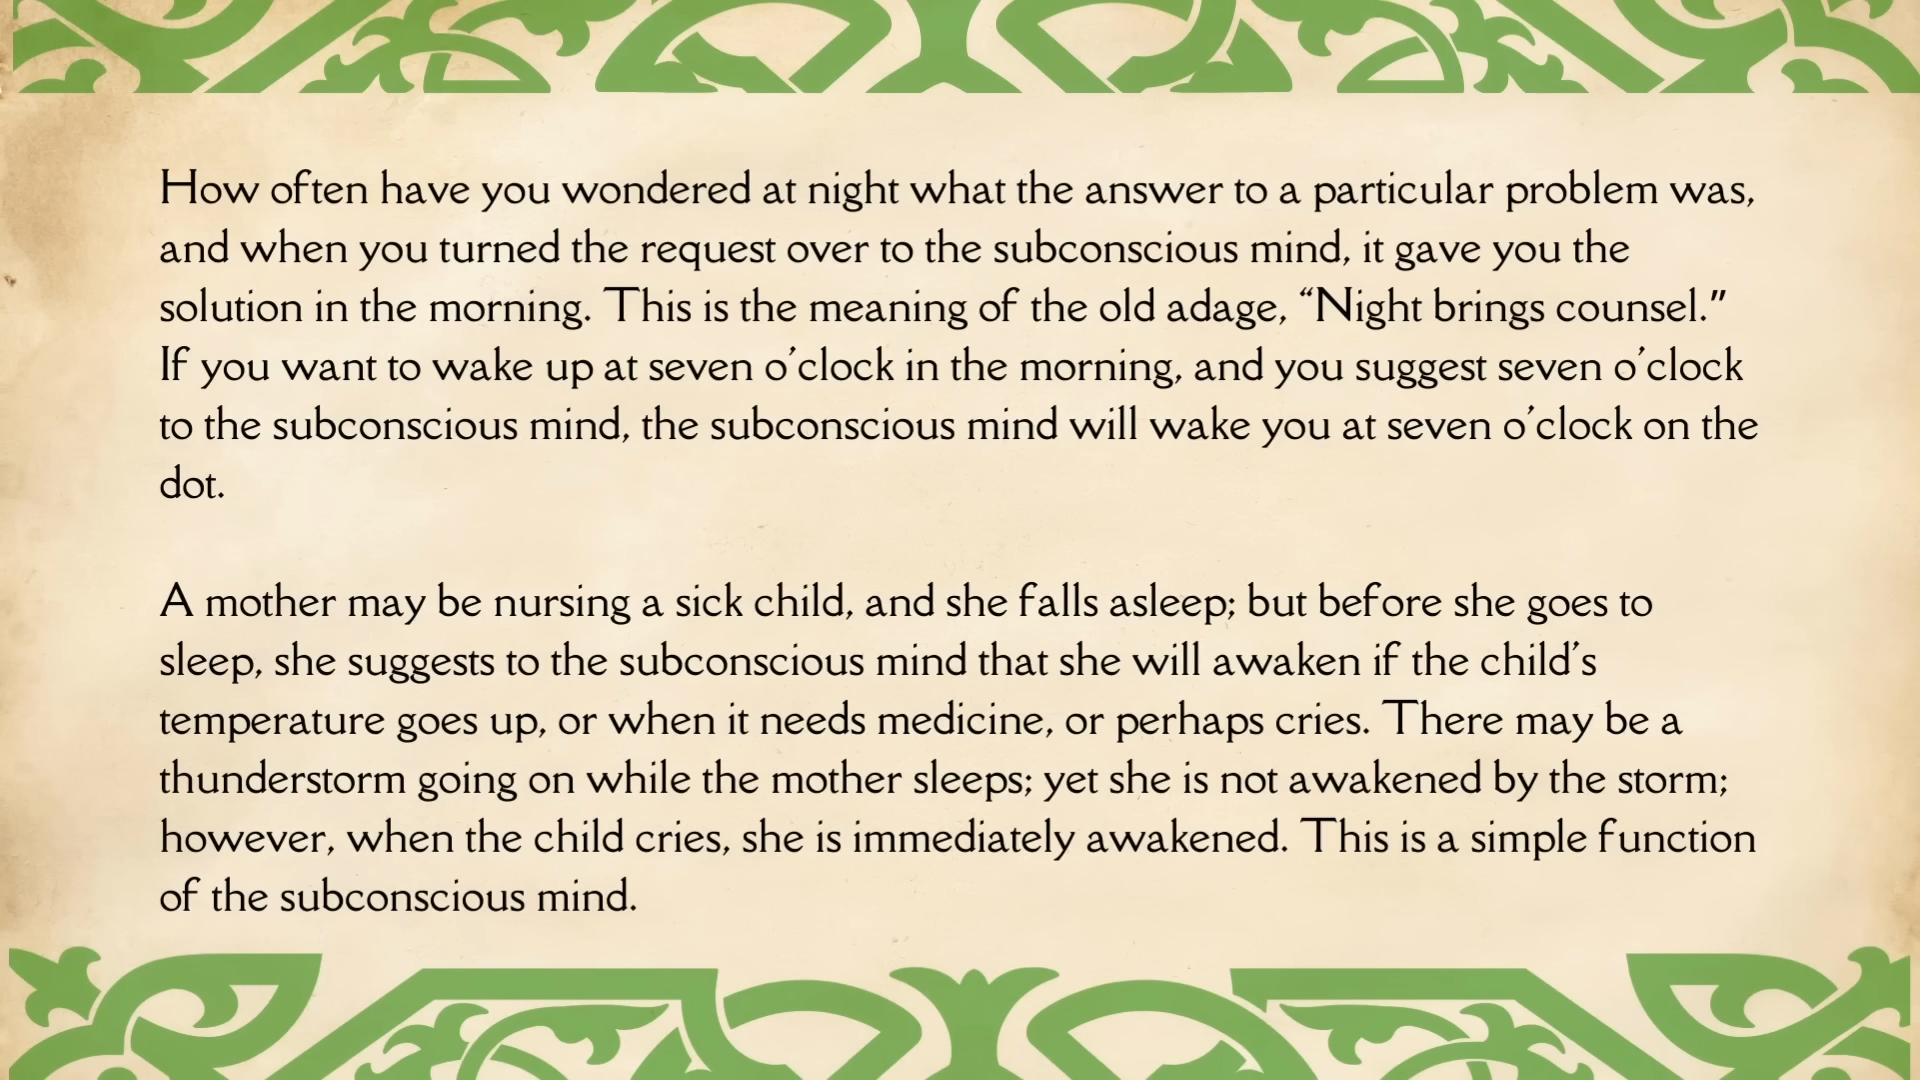 How often have you wondered at night what the answer to a particular problem was,
and when you turned the request over to the subconscious mind, it gave you the
solution in the morning. This is the meaning of the old adage, “Night brings counsel."
If you want to wake up at seven o’clock in the morning, and you suggest seven o’clock
to the subconscious mind, the subconscious mind will wake you at seven o’clock on the
dot.
A mother may be nursing a sick child, and she falls asleep; but before she goes to
sleep, she suggests to the subconscious mind that she will awaken if the child’s
temperature goes up, or when it needs medicine, or perhaps cries. There may be a
thunderstorm going on while the mother sleeps; yet she is not awakened by the storm;
however, when the child cries, she is immediately awakened. This is a simple function
of the subconscious mind.